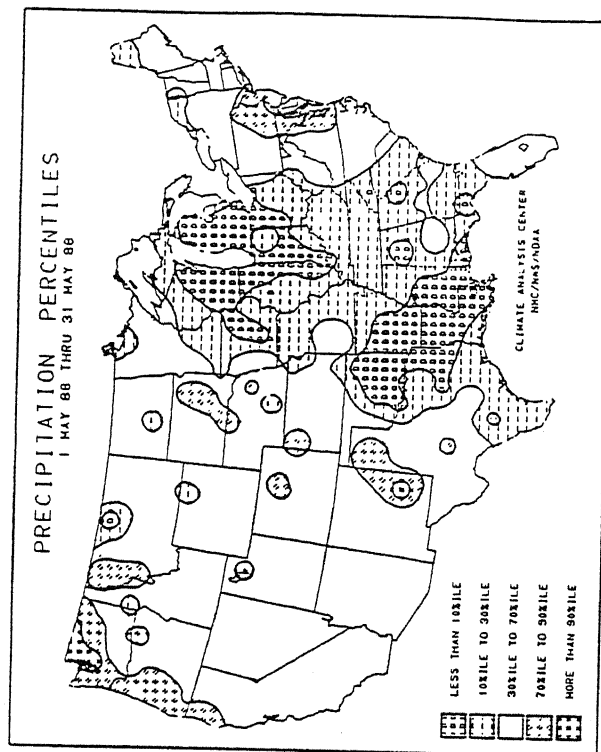 PRECIPITATION PERCENTILES
1 MAY 88 THRU 31 MAY 88
CLIMATE ANALYSIS CENTER
NMC/NWS/NOAA
LESS THAN 10%ILE
10%ILE TO 30%ILE
30%ILE TO 70%ILE
70%ILE TO 90%ILE
MORE THAN 90%ILE